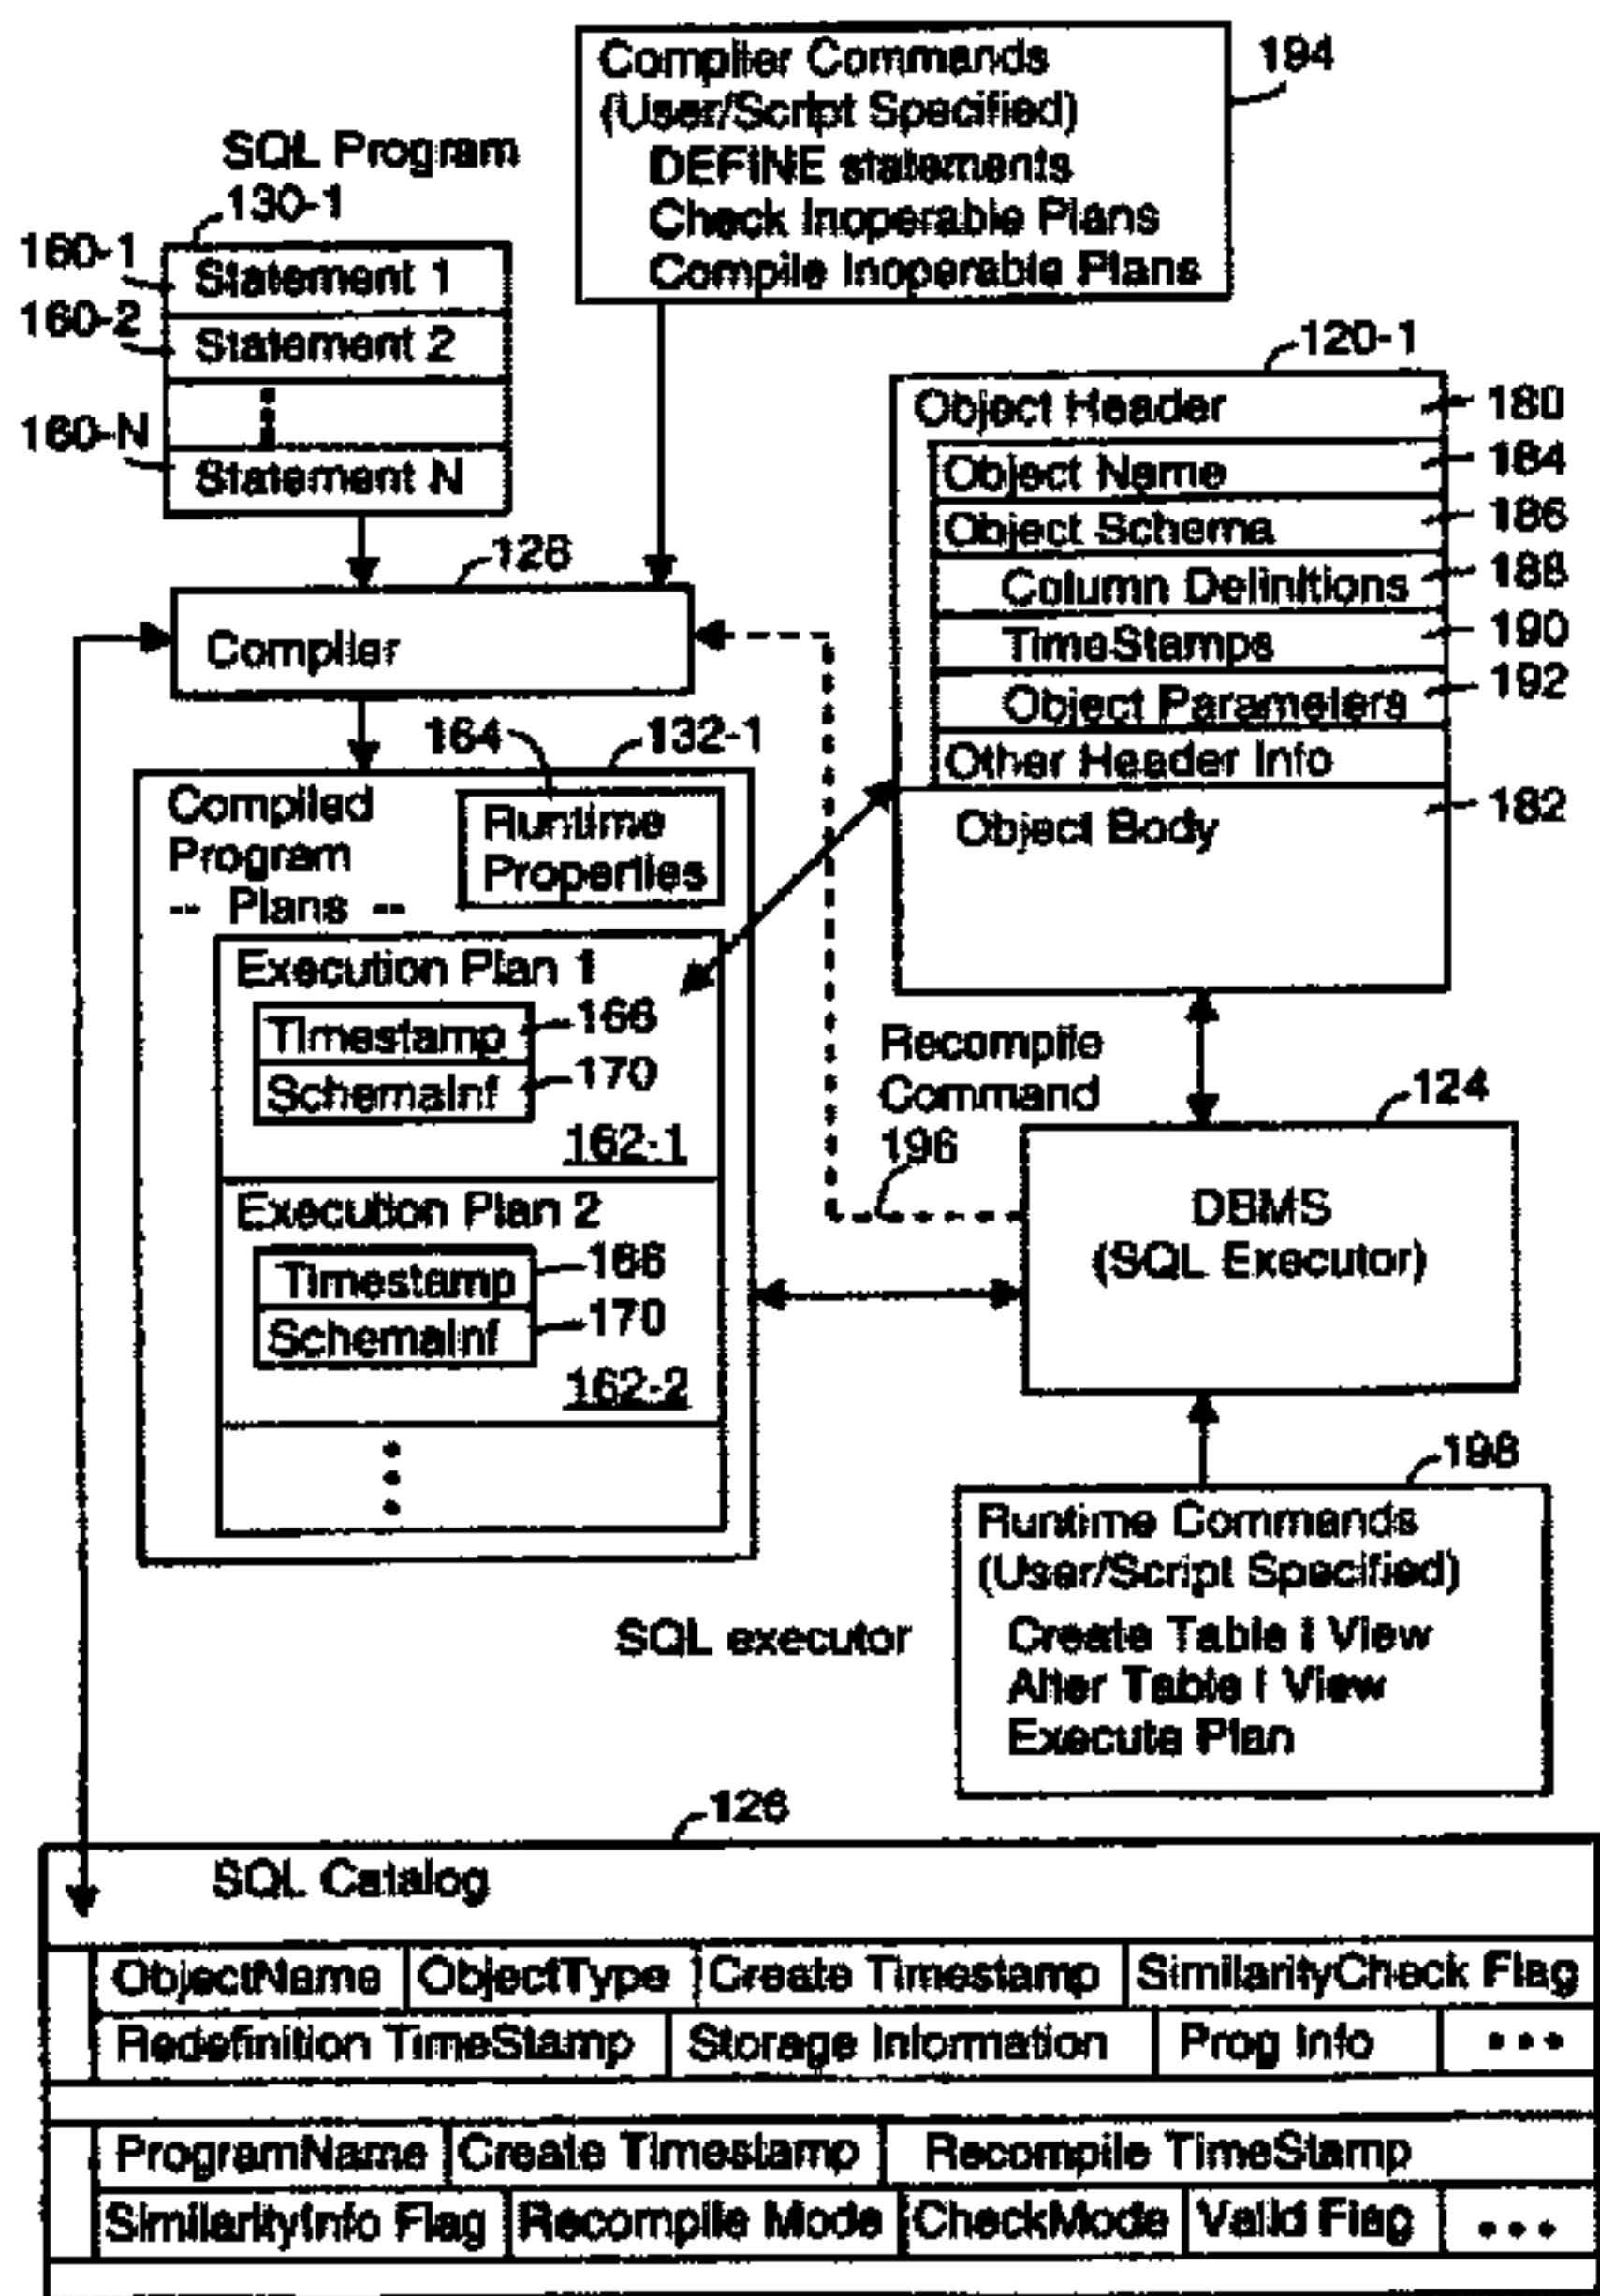 Compiler Commands
(User/Script Specified)
DEFINE statements
Check Inoperable Plans
Compile Inoperable Plans
194
SQL Program
130-1
160-1
Statement 1
160-2
Statement 2
160-N
Statement N
128
Compiler
120-1
Object Header
180
Object Name
184
Object Schema
186
Column Definitions
188
TimeStamps
190
Object Parameters
192
Other Header Info
Object Body
182
164
132-1
Compiled
Program
-- Plans --
Runtime
Properties
Execution Plan 1
Timestamp
166
SchemaInf
170
162-1
Execution Plan 2
Timestamp
166
SchemaInf
170
162-2
Recompile
Command
196
124
DBMS
(SQL Executor)
198
Runtime Commands
(User/Script Specified)
Create Table | View
Alter Table | View
Execute Plan
SQL executor
126
SQL Catalog
ObjectName ObjectType Create Timestamp SimilarityCheck Flag
Redefinition TimeStamp Storage Information Prog Info •••
ProgramName Create Timestamp Recompile TimeStamp
SimilarityInfo Flag Recompile Mode CheckMode Valid Flag •••